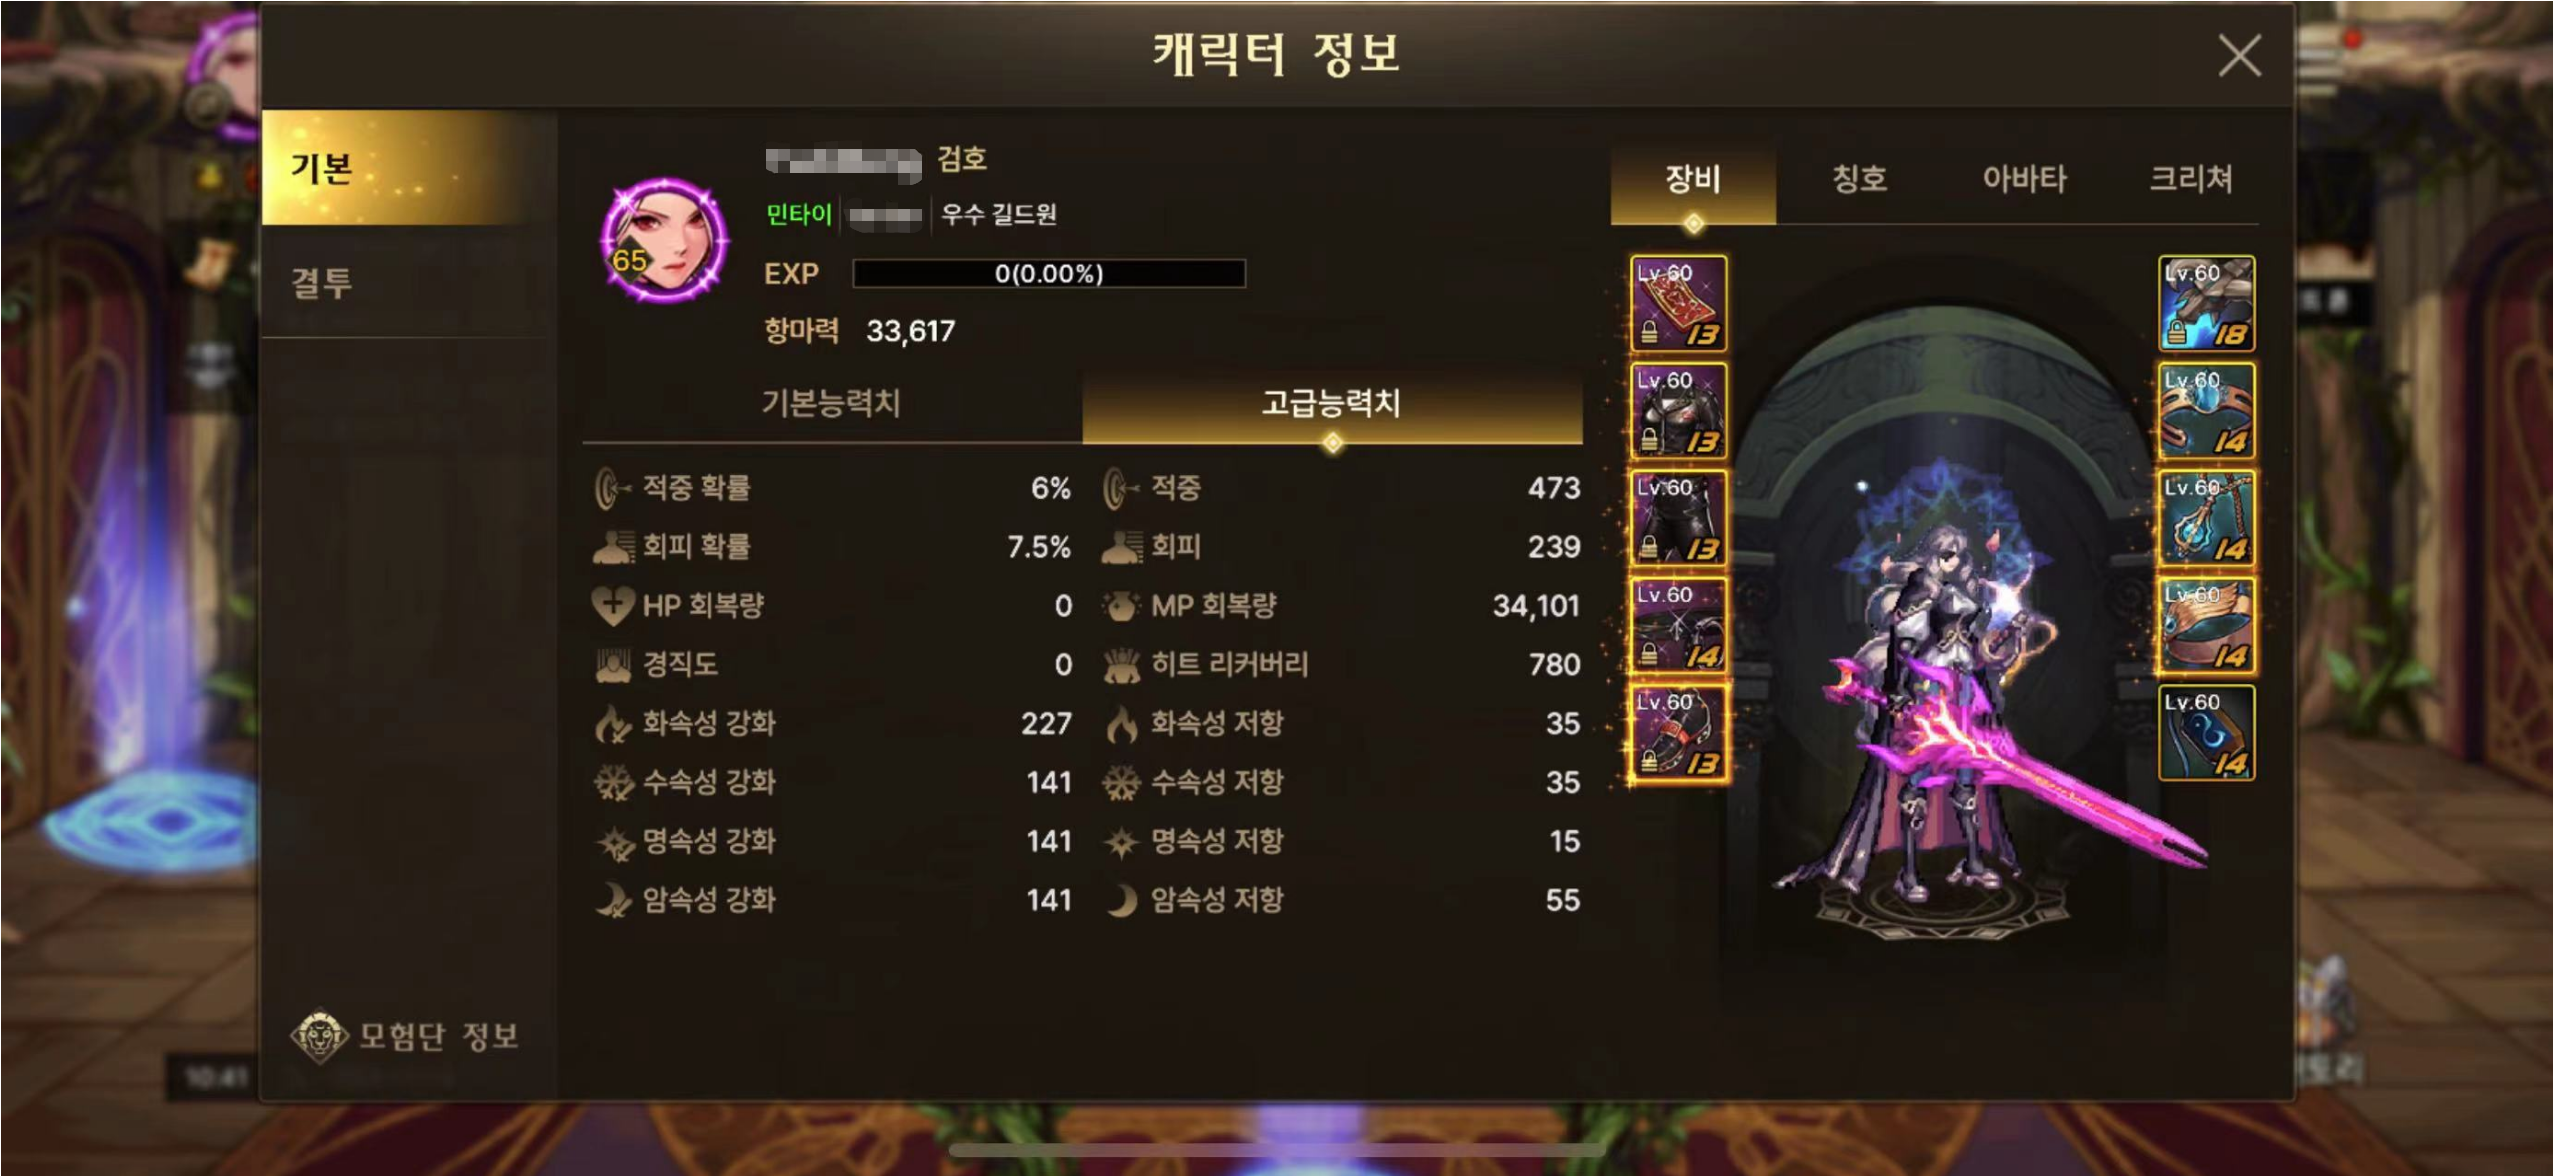 캐릭터 정보
기본
결투
모험단 정보
검호
민타이 우수 길드원
65
EXP 0(0.00%)
항마력 33,617
기본능력치 고급능력치
적중 확률 6% 적중 473
회피 확률 7.5% 회피 239
HP 회복량 0 MP 회복량 34,101
경직도 0 히트 리커버리 780
화속성 강화 227 화속성 저항 35
수속성 강화 141 수속성 저항 35
명속성 강화 141 명속성 저항 15
암속성 강화 141 암속성 저항 55
장비 칭호 아바타 크리쳐
Lv.60 13 Lv.60 18
Lv.60 13 Lv.60 14
Lv.60 13 Lv.60 14
Lv.60 14 Lv.60 14
Lv.60 13 Lv.60 14
10:41